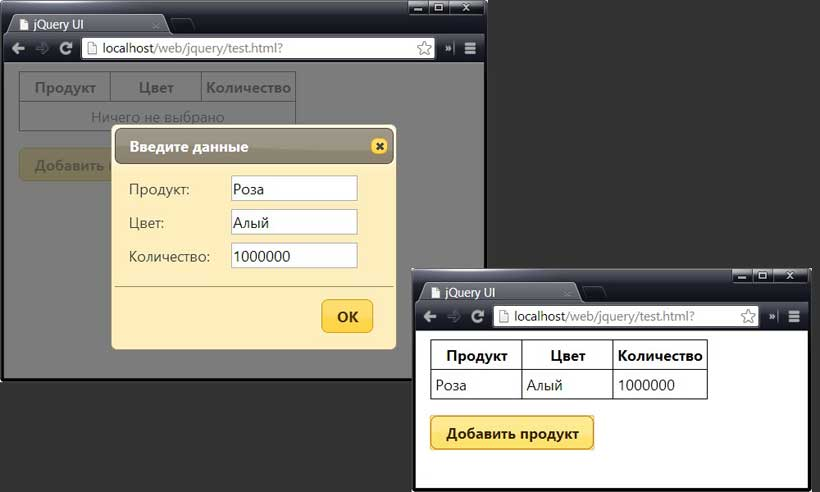 jQuery UI
localhost/web/jquery/test.html?
Продукт Цвет Количество
Ничего не выбрано
Добавить
Введите данные
Продукт: Роза
Цвет: Алый
Количество: 1000000
OK
jQuery UI
localhost/web/jquery/test.html?
Продукт Цвет Количество
Роза Алый 1000000
Добавить продукт